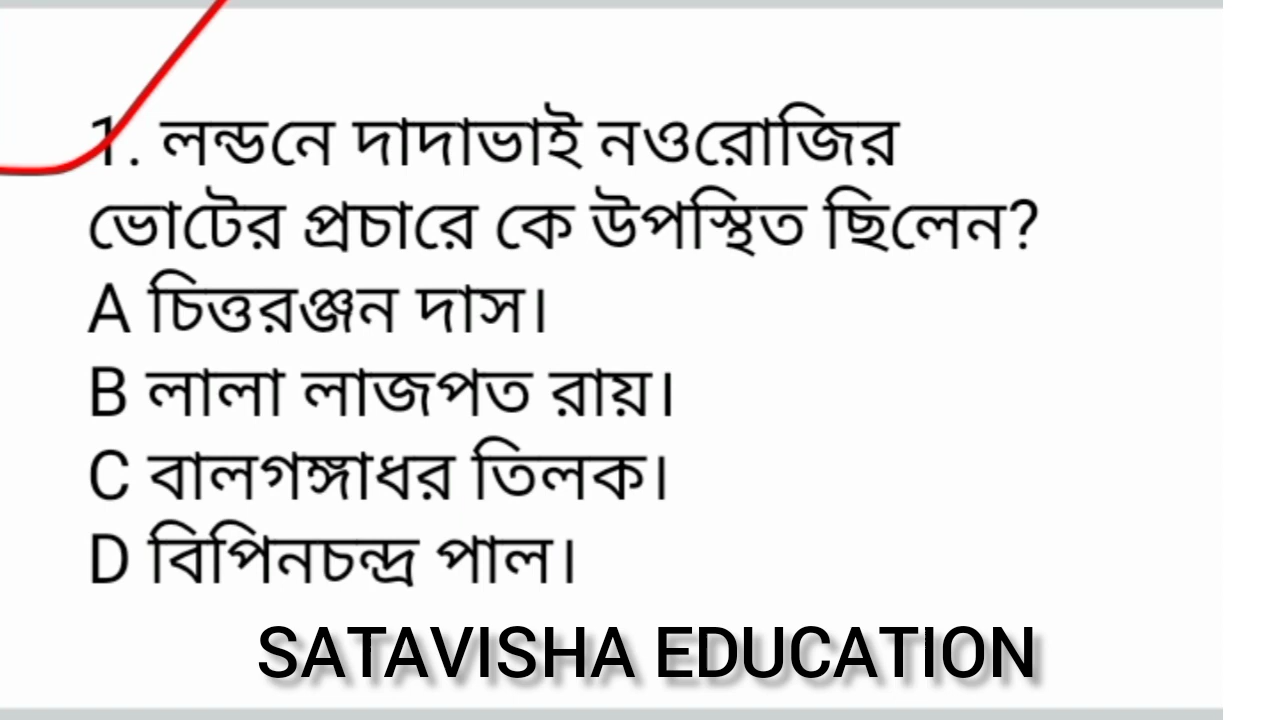 1. লন্ডনে দাদাভাই নওরোজির
ভোটের প্রচারে কে উপস্থিত ছিলেন?
A চিত্তরঞ্জন দাস।
B লালা লাজপত রায়।
C বালগঙ্গাধর তিলক।
D বিপিনচন্দ্র পাল।
SATAVISHA EDUCATION